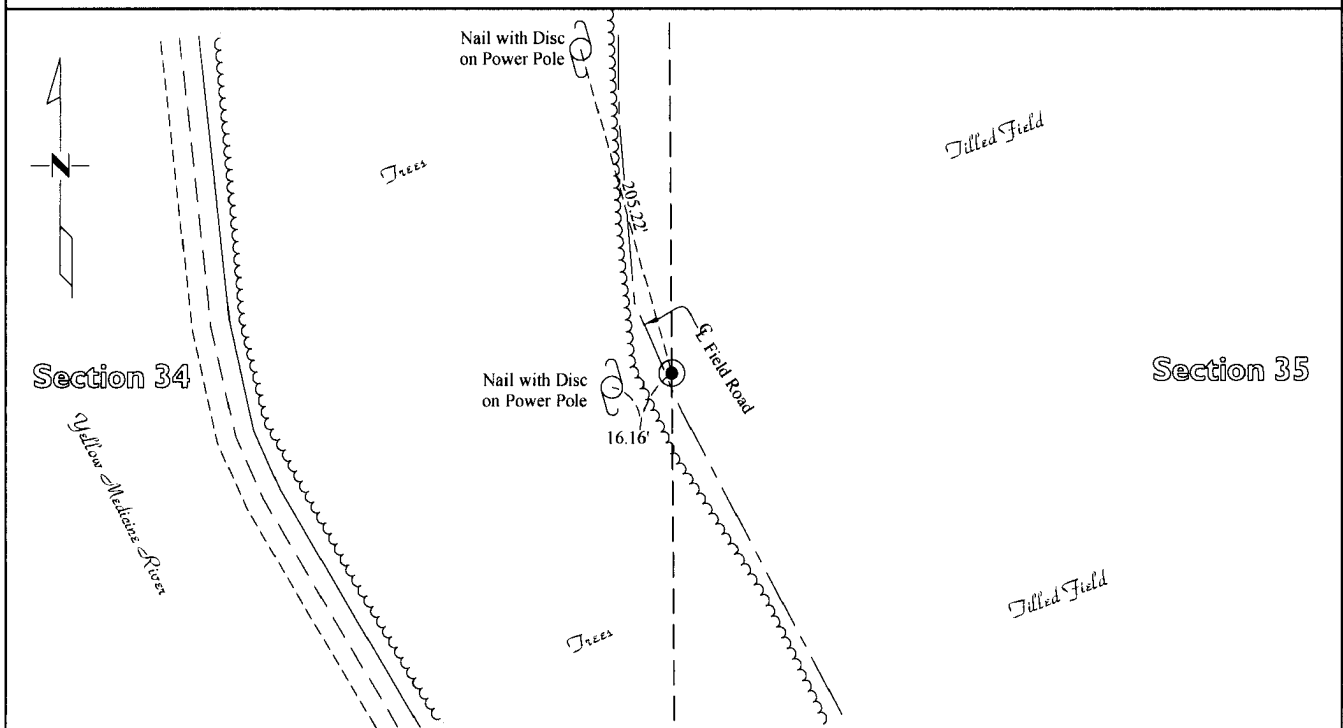 Nail with Disc
on Power Pole
N
Trees
Tilled Field
205.22'
℄ Field Road
Section 34
Section 35
Nail with Disc
on Power Pole
16.16'
Yellow Medicine River
Trees
Tilled Field